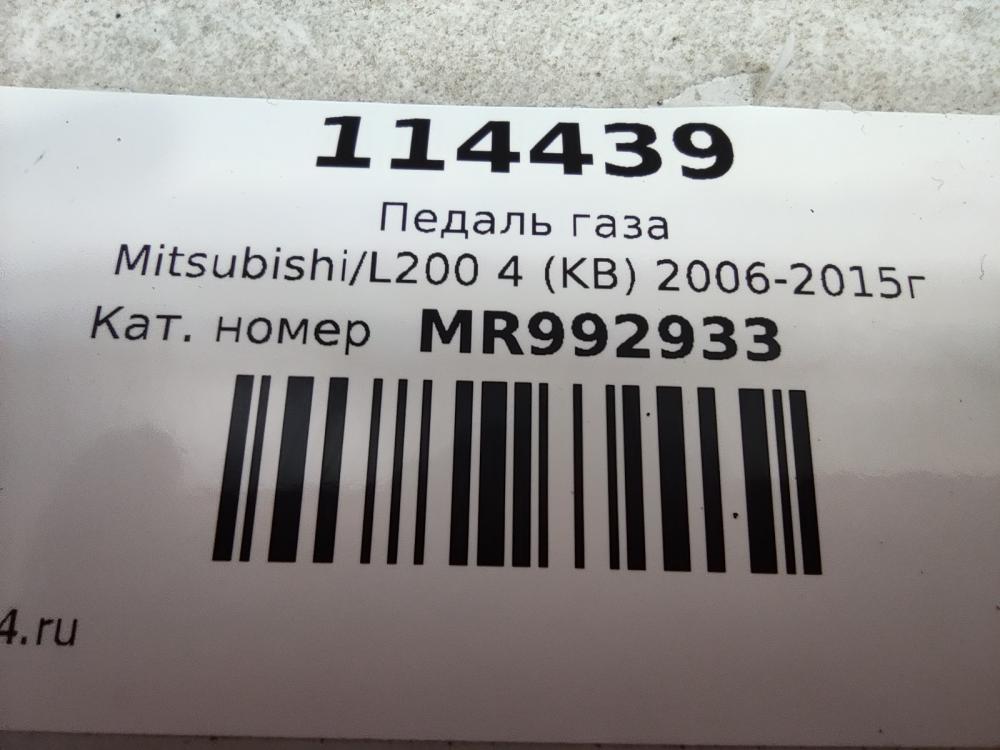 114439
Педаль газа
Mitsubishi/L200 4 (KB) 2006-2015г
Кат. номер MR992933
4.ru